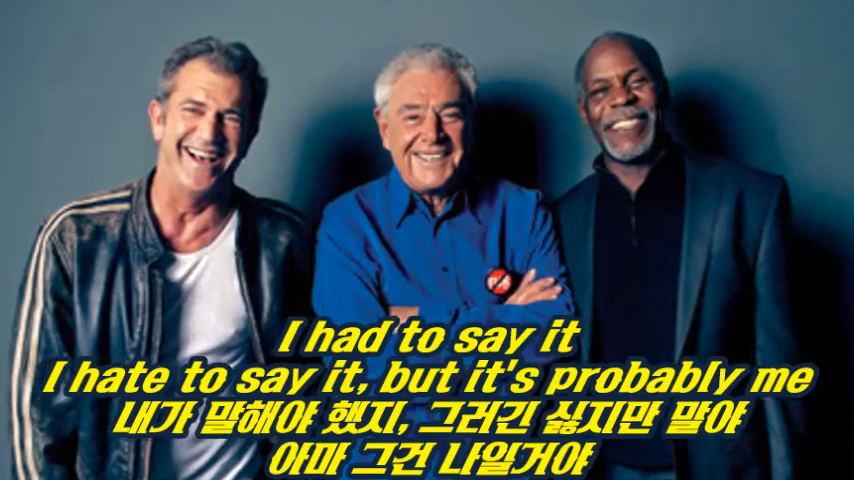 I had to say it
I hate to say it, but it's probably me
내가 말해야 했지, 그러긴 싫지만 말야
아마 그건 나일거야